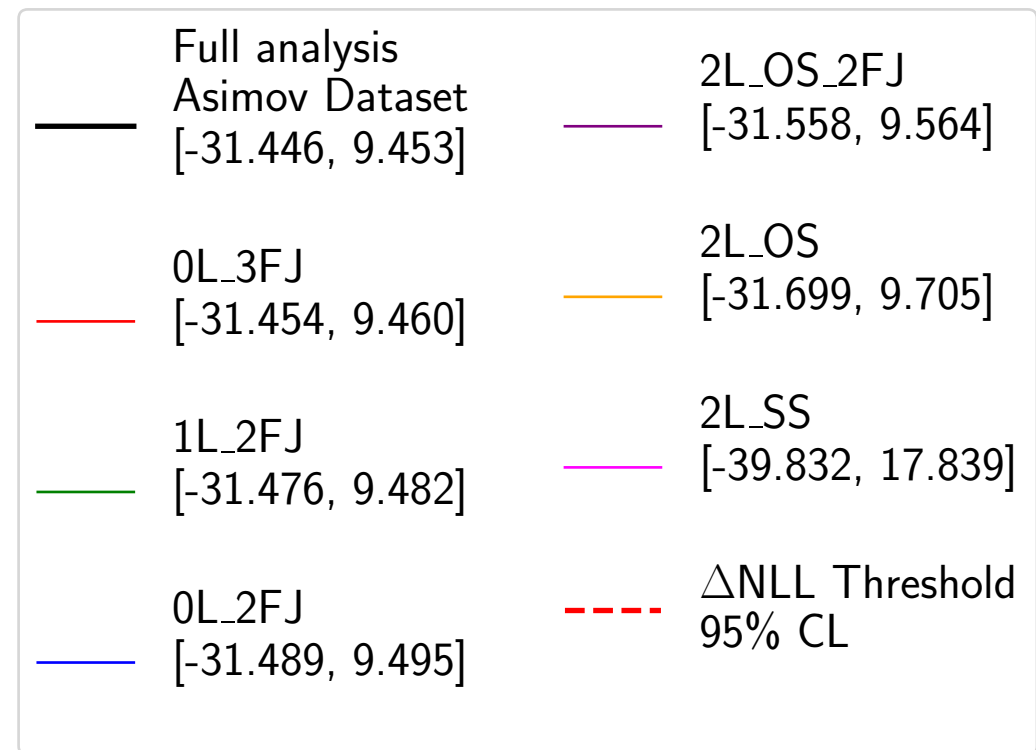 Full analysis
Asimov Dataset
[-31.446, 9.453]
0L_3FJ
[-31.454, 9.460]
1L_2FJ
[-31.476, 9.482]
0L_2FJ
[-31.489, 9.495]
2L_OS_2FJ
[-31.558, 9.564]
2L_OS
[-31.699, 9.705]
2L_SS
[-39.832, 17.839]
ΔNLL Threshold
95% CL